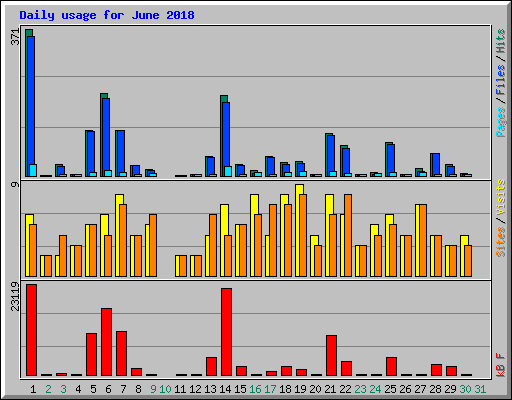 Daily usage for June 2018
371
Pages / Files / Hits
9
Sites / Visits
23119
kB F
1 2 3 4 5 6 7 8 9 10 11 12 13 14 15 16 17 18 19 20 21 22 23 24 25 26 27 28 29 30 31